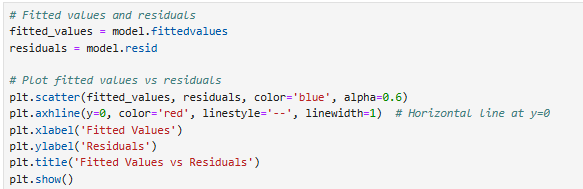 # Fitted values and residuals
fitted_values = model.fittedvalues
residuals = model.resid
# Plot fitted values vs residuals
plt.scatter(fitted_values, residuals, color='blue', alpha=0.6)
plt.axhline(y=0, color='red', linestyle='--', linewidth=1)  # Horizontal line at y=0
plt.xlabel('Fitted Values')
plt.ylabel('Residuals')
plt.title('Fitted Values vs Residuals')
plt.show()